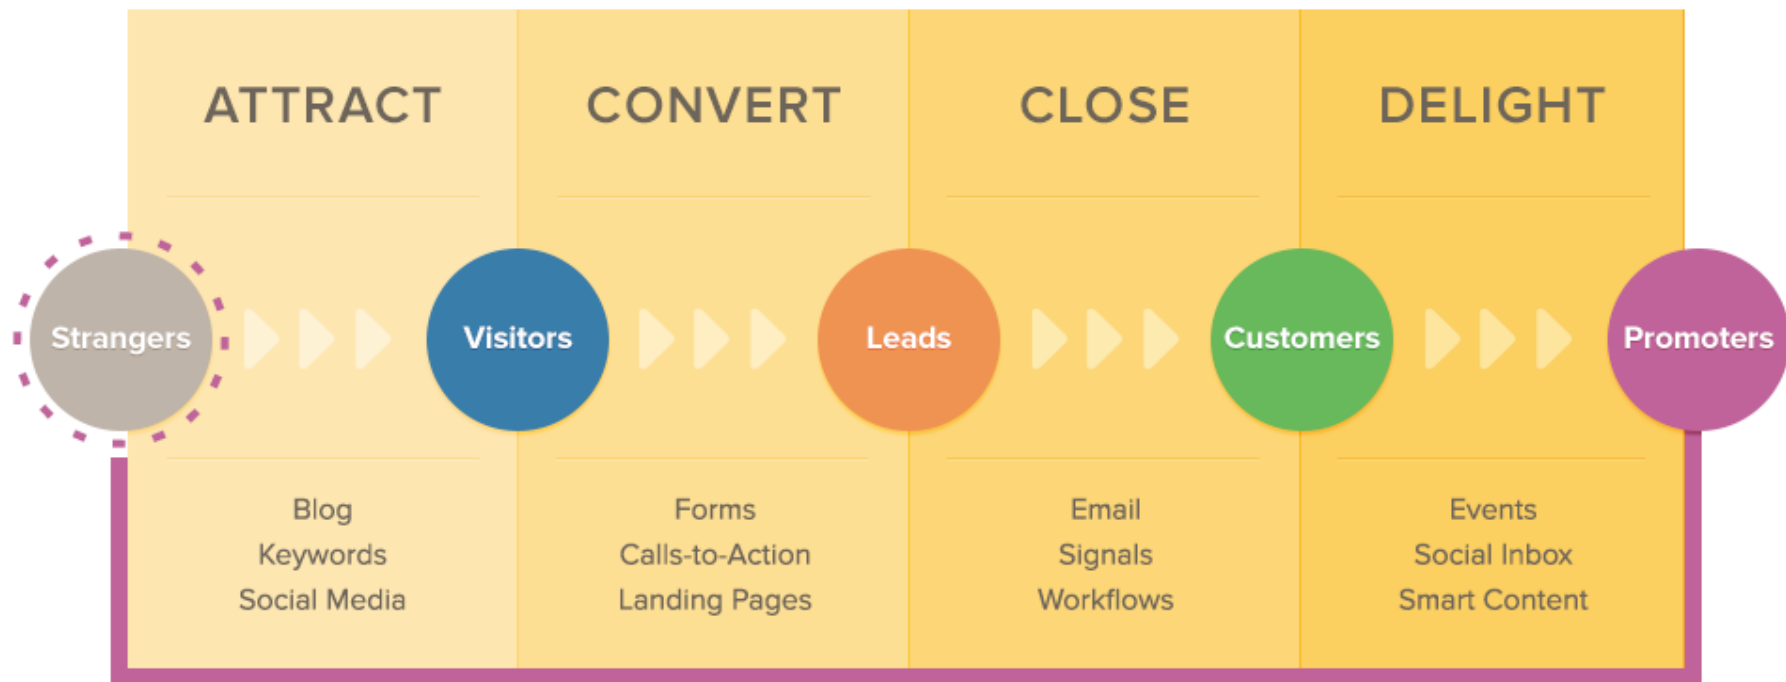 ATTRACT
CONVERT
CLOSE
DELIGHT
Strangers
Visitors
Leads
Customers
Promoters
Blog
Keywords
Social Media
Forms
Calls-to-Action
Landing Pages
Email
Signals
Workflows
Events
Social Inbox
Smart Content